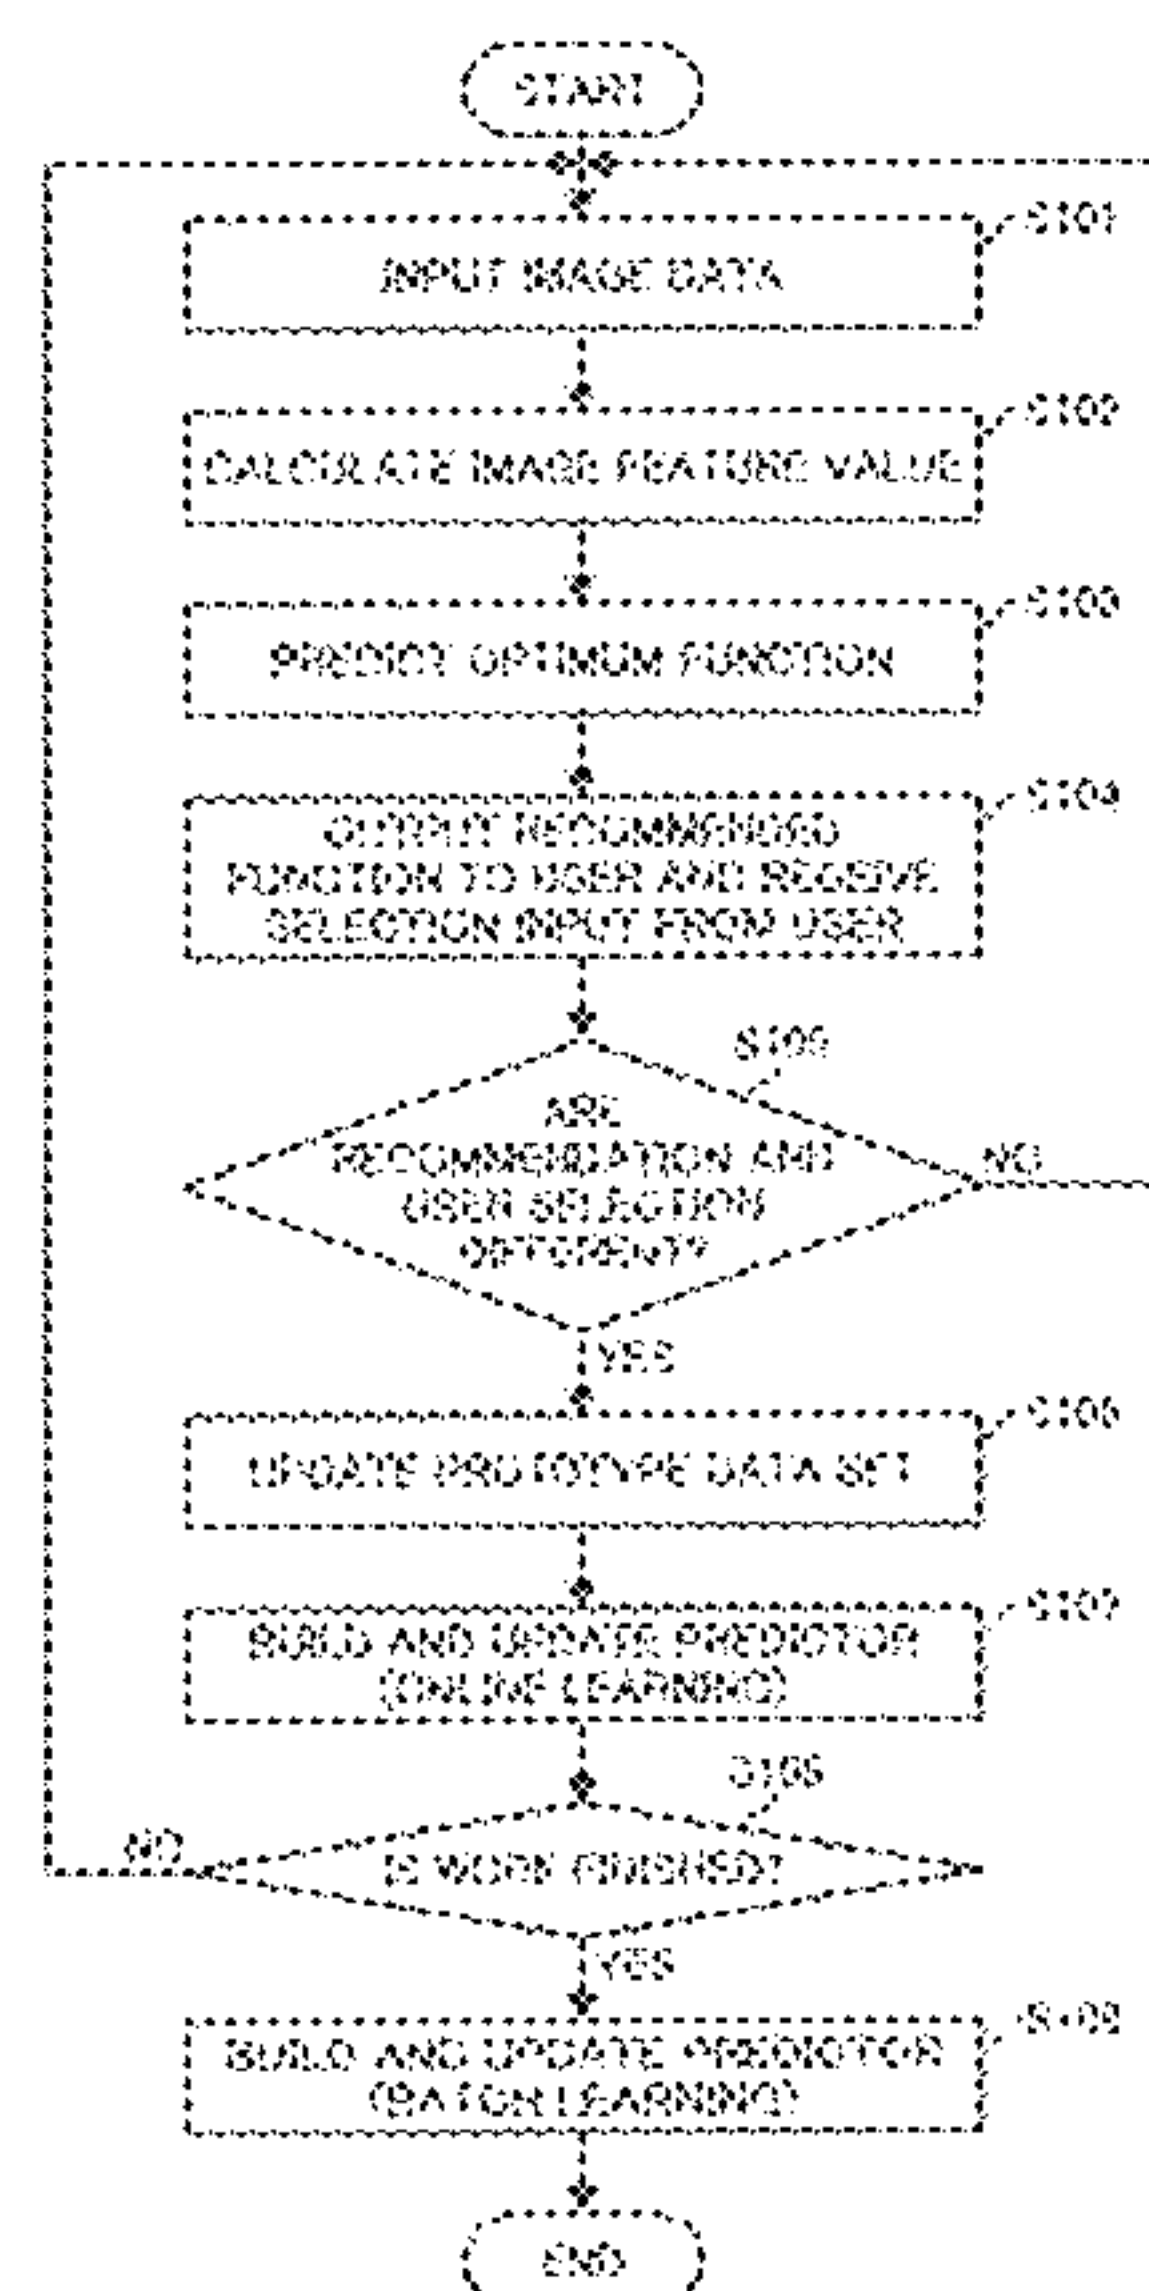 START
S101
INPUT IMAGE DATA
S102
CALCULATE IMAGE FEATURE VALUE
S103
PREDICT OPTIMUM FUNCTION
S104
OUTPUT RECOMMENDED
FUNCTION TO USER AND RECEIVE
SELECTION INPUT FROM USER
S105
ARE
RECOMMENDATION AND
USER SELECTION
DIFFERENT?
NO
YES
S106
UPDATE PROTOTYPE DATA SET
S107
BUILD AND UPDATE PREDICTOR
(ONLINE LEARNING)
S108
IS WORK FINISHED?
NO
YES
S109
BUILD AND UPDATE PREDICTOR
(BATCH LEARNING)
END